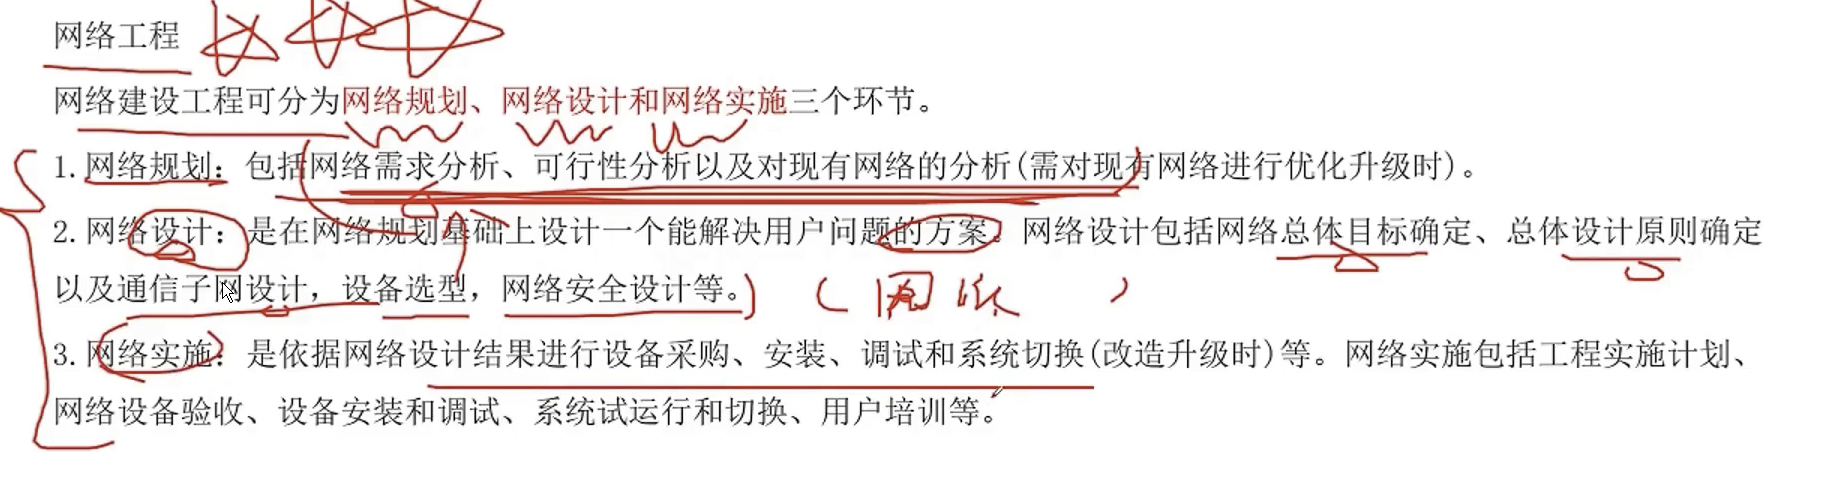 网络工程
网络建设工程可分为网络规划、网络设计和网络实施三个环节。
1.网络规划：包括网络需求分析、可行性分析以及对现有网络的分析(需对现有网络进行优化升级时)。
2.网络设计：是在网络规划基础上设计一个能解决用户问题的方案。网络设计包括网络总体目标确定、总体设计原则确定
以及通信子网设计，设备选型，网络安全设计等。
3.网络实施：是依据网络设计结果进行设备采购、安装、调试和系统切换(改造升级时)等。网络实施包括工程实施计划、
网络设备验收、设备安装和调试、系统试运行和切换、用户培训等。